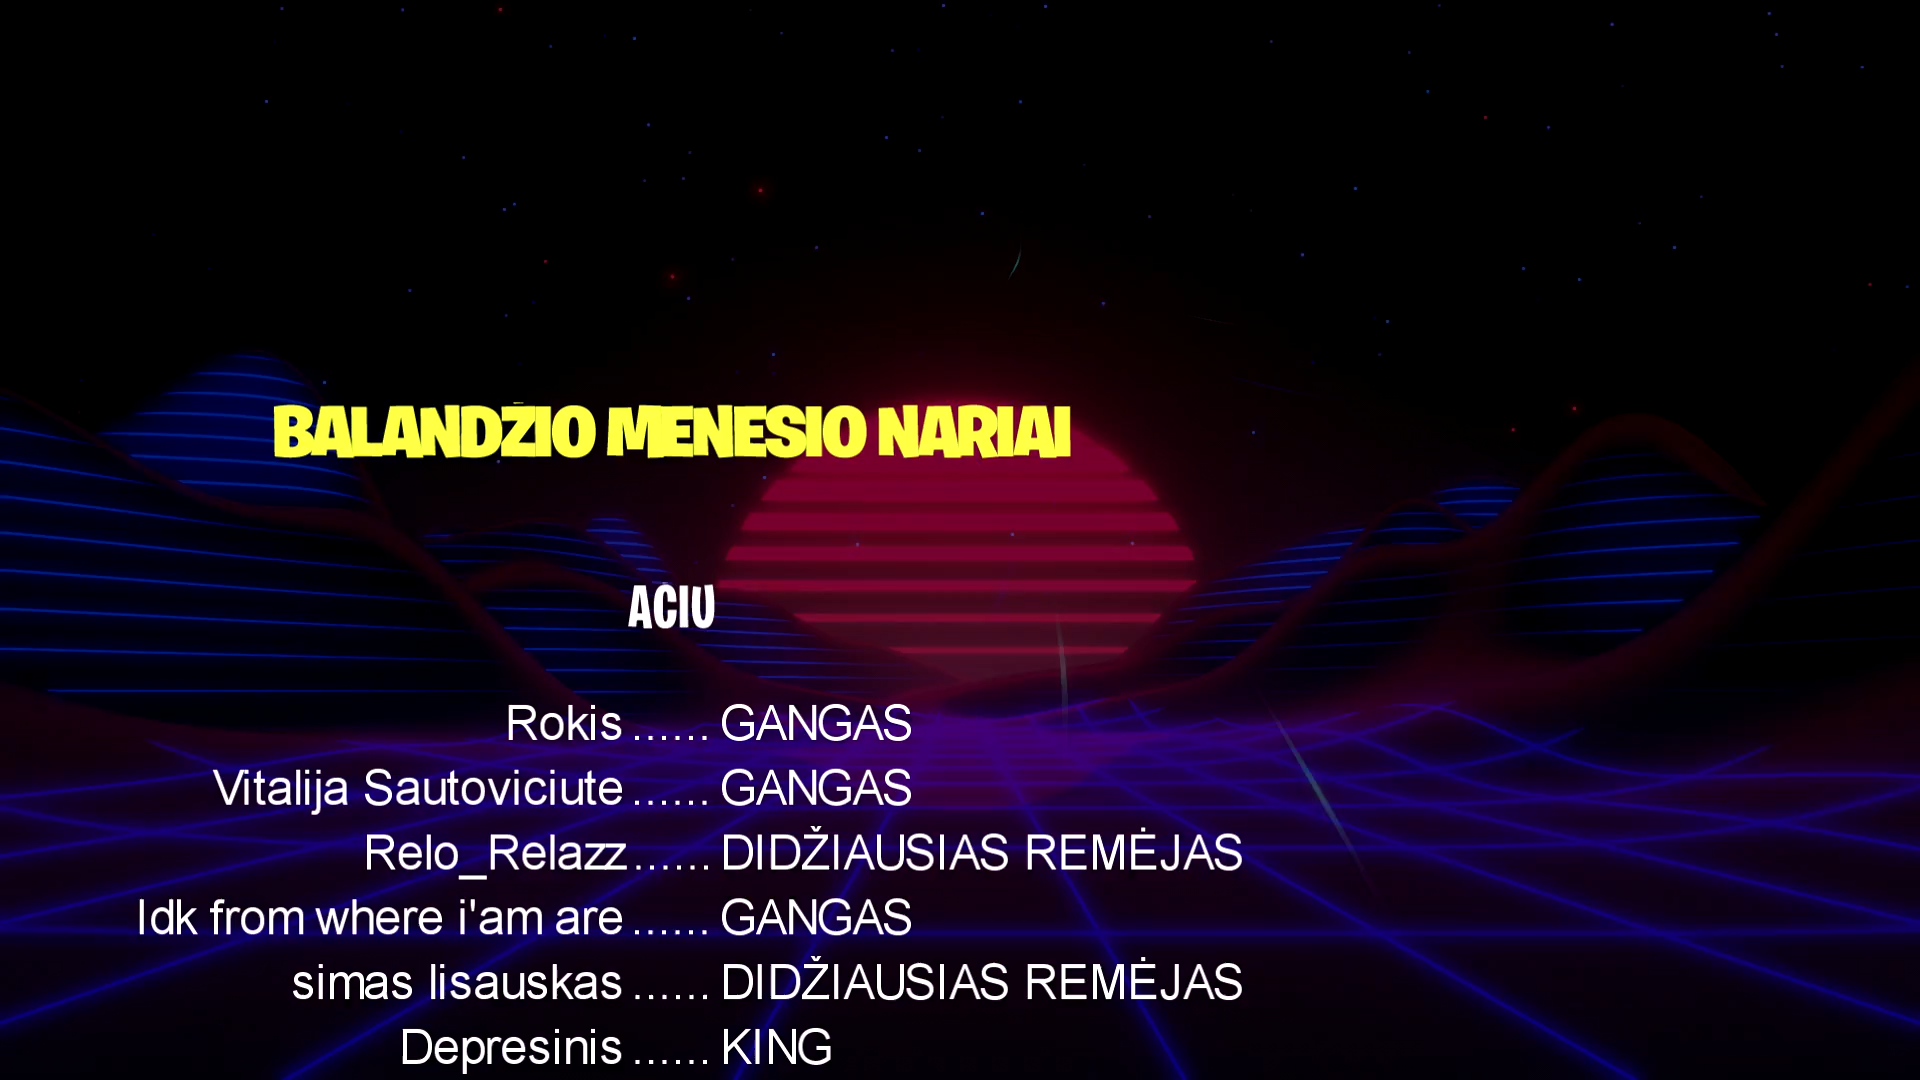 BALANDŽIO MENESIO NARIAI
ACIU
Rokis ...... GANGAS
Vitalija Sautoviciute ...... GANGAS
Relo_Relazz ...... DIDŽIAUSIAS REMĖJAS
Idk from where i'am are ...... GANGAS
simas lisauskas ...... DIDŽIAUSIAS REMĖJAS
Depresinis ...... KING